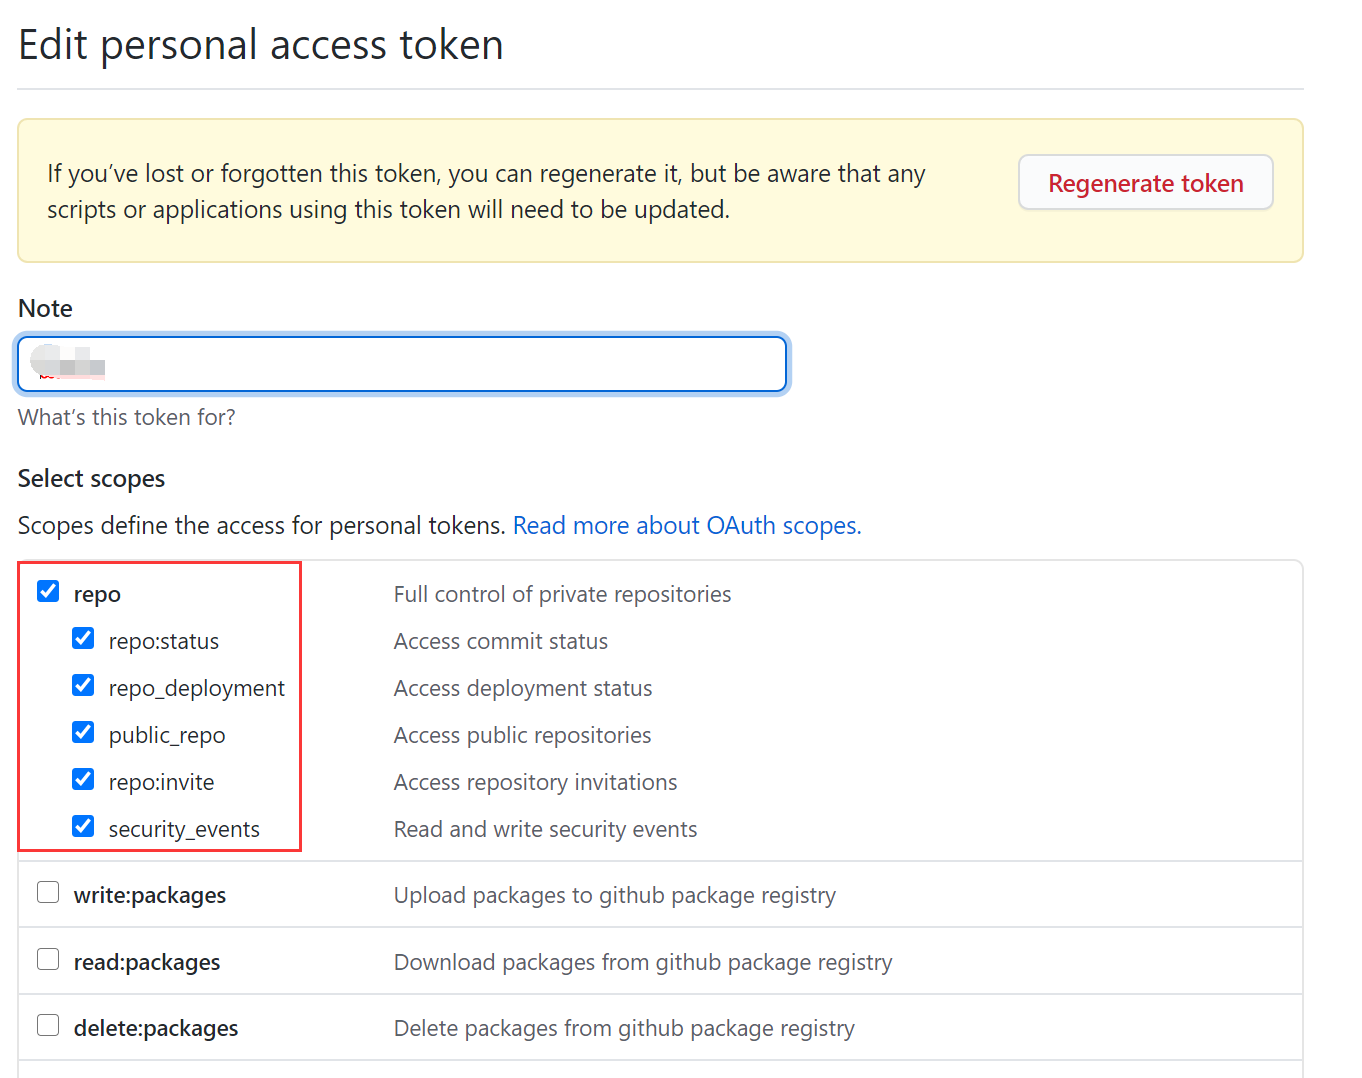 Edit personal access token
If you’ve lost or forgotten this token, you can regenerate it, but be aware that any
scripts or applications using this token will need to be updated.
Regenerate token
Note
What’s this token for?
Select scopes
Scopes define the access for personal tokens. Read more about OAuth scopes.
repo Full control of private repositories
repo:status Access commit status
repo_deployment Access deployment status
public_repo Access public repositories
repo:invite Access repository invitations
security_events Read and write security events
write:packages Upload packages to github package registry
read:packages Download packages from github package registry
delete:packages Delete packages from github package registry